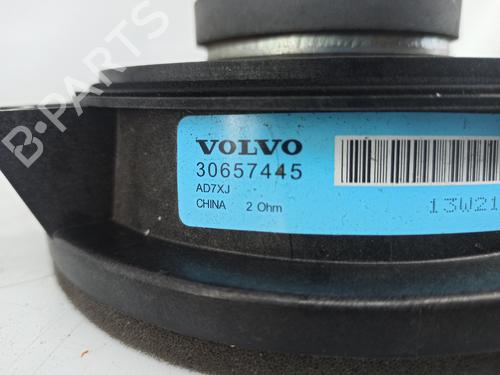 B-PARTS
VOLVO
30657445
AD7XJ
CHINA 2 Ohm
13W21